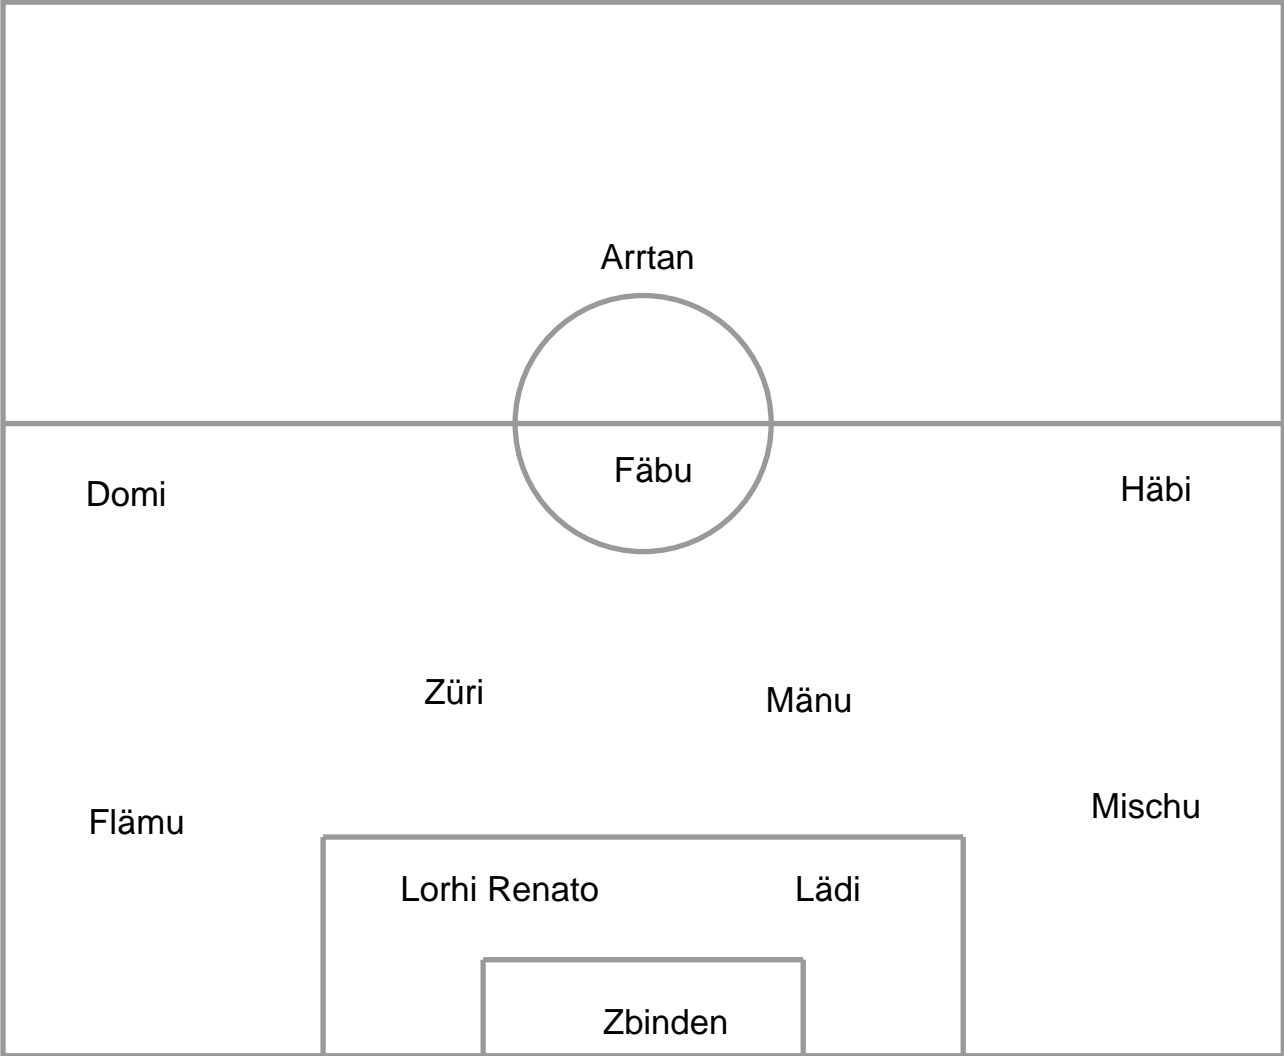 Arrtan
Fäbu
Domi
Häbi
Züri
Mänu
Flämu
Mischu
Lorhi Renato
Lädi
Zbinden